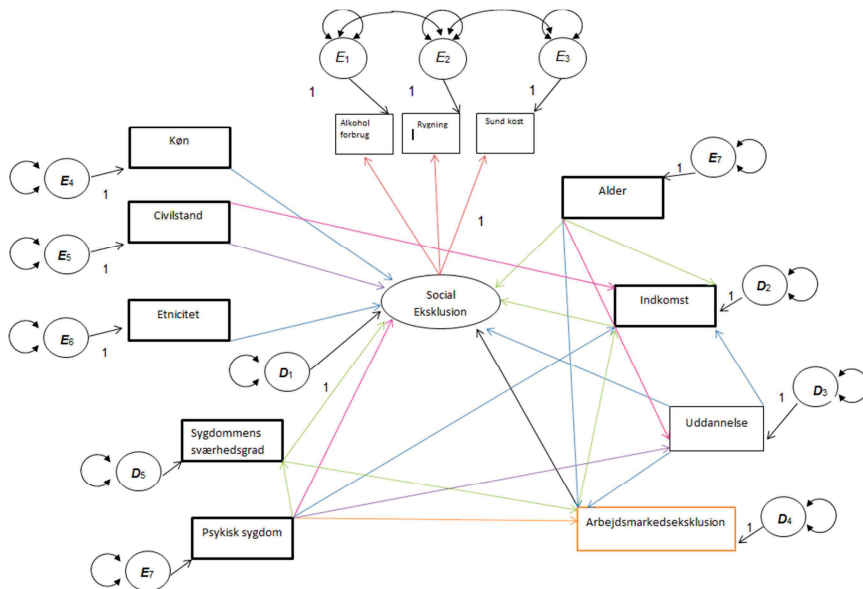 E1
E2
E3
1
1
1
Alkohol
forbrug
Rygning
Sund kost
Køn
E4
1
Civilstand
E5
1
Etnicitet
E6
1
Alder
E7
1
Indkomst
D2
1
Social
Eksklusion
1
D1
1
Uddannelse
D3
1
Sygdommens
sværhedsgrad
D5
Psykisk sygdom
E7
Arbejdsmarkedseksklusion
D4
1